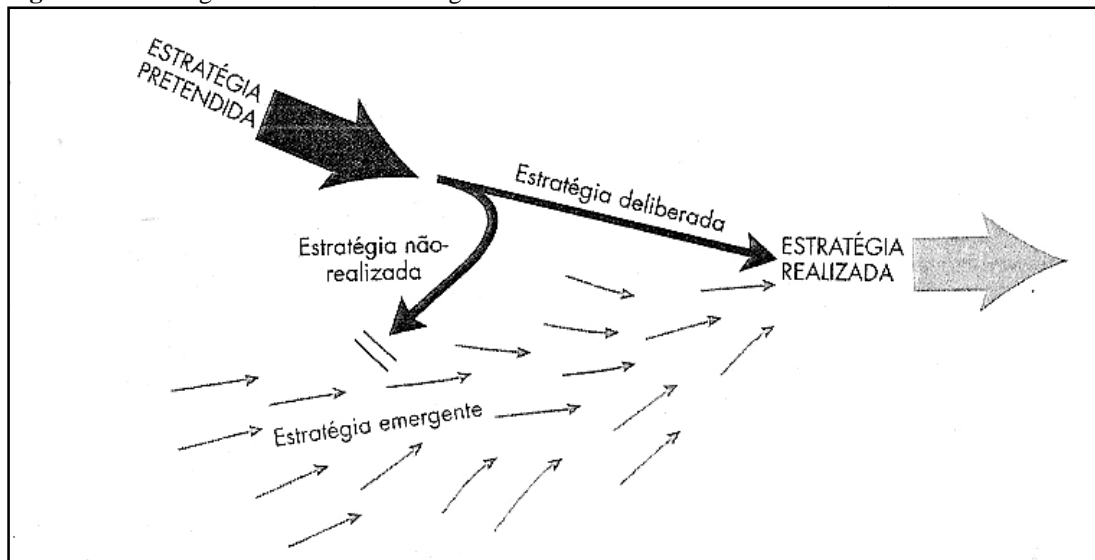 ESTRATÉGIA
PRETENDIDA
Estratégia deliberada
Estratégia não-
realizada
ESTRATÉGIA
REALIZADA
Estratégia emergente